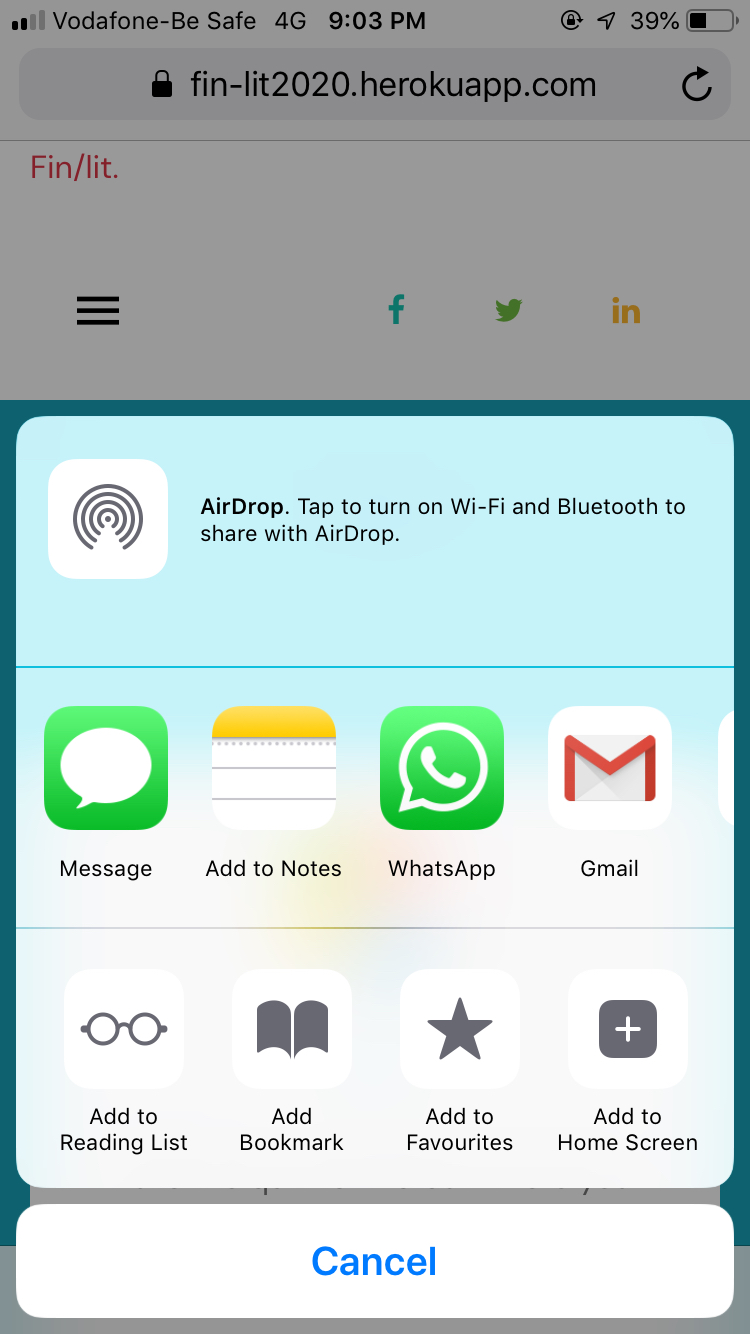 Vodafone-Be Safe 4G 9:03 PM 39%
fin-lit2020.herokuapp.com
Fin/lit.
f in
AirDrop. Tap to turn on Wi-Fi and Bluetooth to
share with AirDrop.
Message Add to Notes WhatsApp Gmail
Add to Reading List
Add Bookmark
Add to Favourites
Add to Home Screen
Cancel